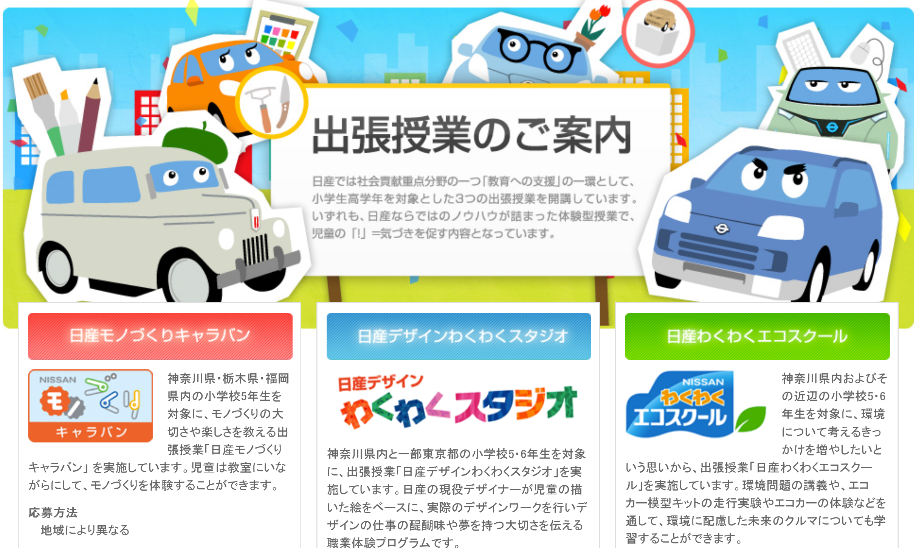 出張授業のご案内
日産では社会貢献重点分野の一つ「教育への支援」の一環として、
小学生高学年を対象とした3つの出張授業を開講しています。
いずれも、日産ならではのノウハウが詰まった体験型授業で、
児童の「!」=気づきを促す内容となっています。
日産モノづくりキャラバン
NISSAN
モノづくり
キャラバン
神奈川県・栃木県・福岡
県内の小学校5年生を
対象に、モノづくりの大
切さや楽しさを教える出
張授業「日産モノづくり
キャラバン」を実施しています。児童は教室にいな
がらにして、モノづくりを体験することができます。
応募方法
地域により異なる
日産デザインわくわくスタジオ
日産デザイン
わくわくスタジオ
神奈川県内と一部東京都の小学校5・6年生を対象
に、出張授業「日産デザインわくわくスタジオ」を実
施しています。日産の現役デザイナーが児童の描
いた絵をベースに、実際のデザインワークを行いデ
ザインの仕事の醍醐味や夢を持つ大切さを伝える
職業体験プログラムです。
日産わくわくエコスクール
NISSAN
わくわく
エコスクール
神奈川県内およびそ
の近辺の小学校5・6
年生を対象に、環境
について考えるきっ
かけを増やしたいと
いう思いから、出張授業「日産わくわくエコスクー
ル」を実施しています。環境問題の講義や、エコ
カー模型キットの走行実験やエコカーの体験などを
通して、環境に配慮した未来のクルマについても学
習することができます。